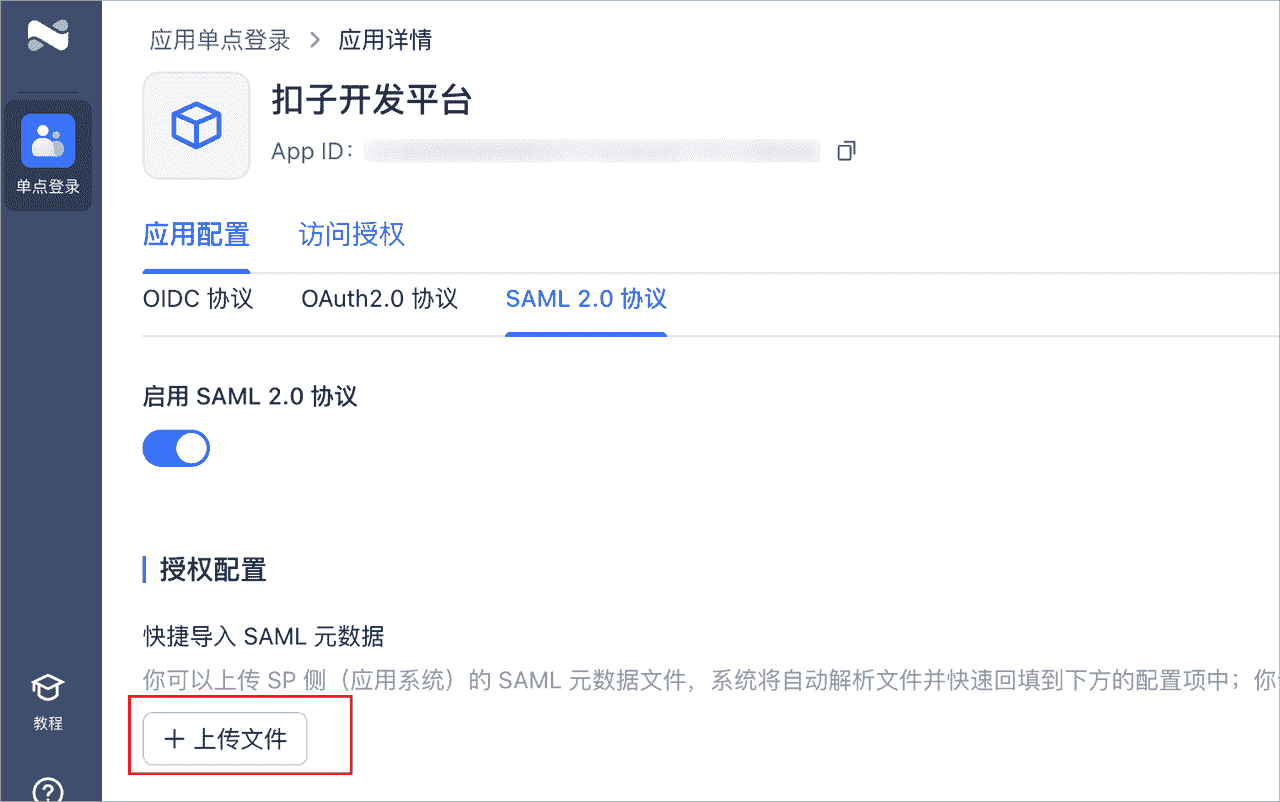 应用单点登录 > 应用详情
扣子开发平台
App ID：
单点登录
应用配置 访问授权
OIDC 协议 OAuth2.0 协议 SAML 2.0 协议
启用 SAML 2.0 协议
授权配置
快捷导入 SAML 元数据
你可以上传 SP 侧（应用系统）的 SAML 元数据文件，系统将自动解析文件并快速回填到下方的配置项中；你
+ 上传文件
教程